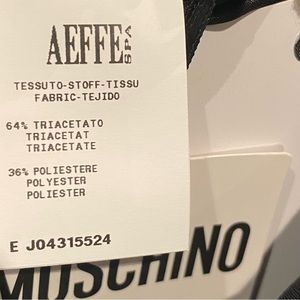 AEFFE SPA
TESSUTO-STOFF-TISSU
FABRIC-TEJIDO
64% TRIACETATO
TRIACETAT
TRIACETATE
36% POLIESTERE
POLYESTER
POLIESTER
E J04315524
MOSCHINO